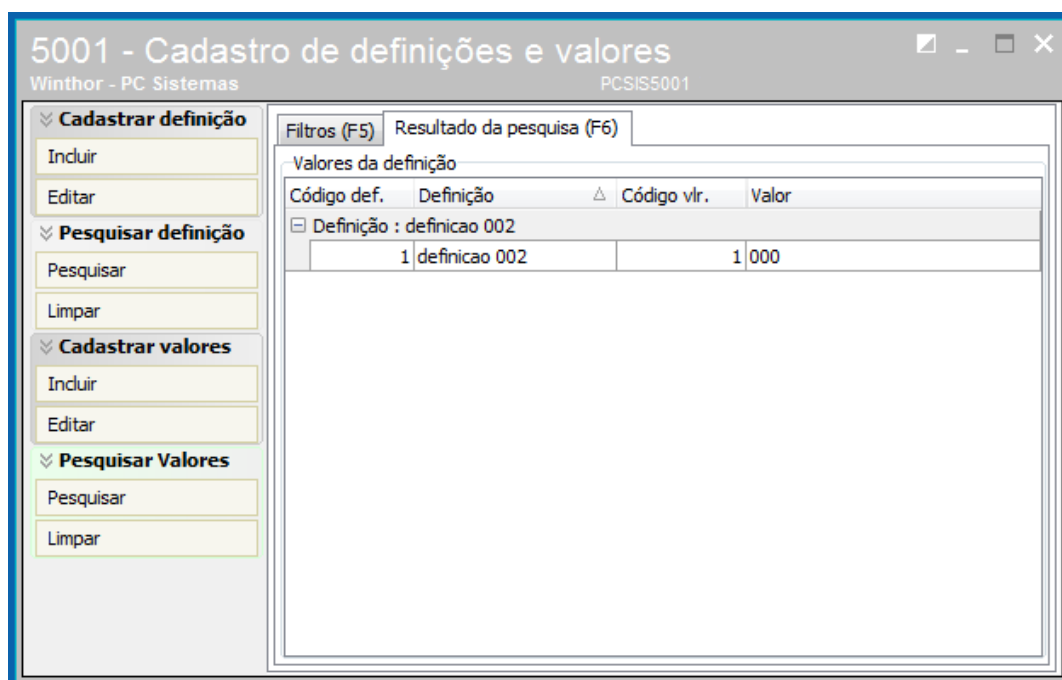 5001 - Cadastro de definições e valores
Winthor - PC Sistemas PCSIS5001
Cadastrar definição
Incluir
Editar
Pesquisar definição
Pesquisar
Limpar
Cadastrar valores
Incluir
Editar
Pesquisar Valores
Pesquisar
Limpar
Filtros (F5) Resultado da pesquisa (F6)
Valores da definição
Código def. Definição Código vlr. Valor
Definição : definicao 002
1 definicao 002 1 000